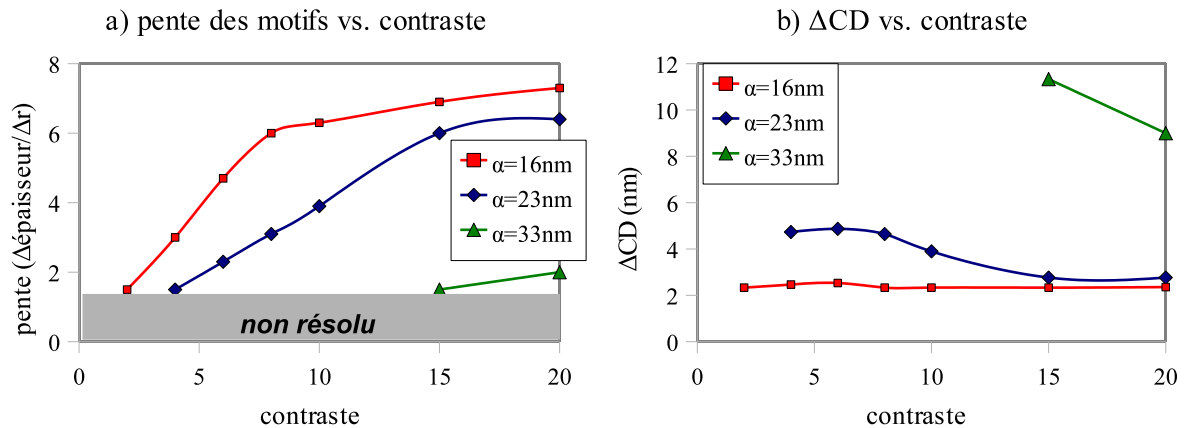 a) pente des motifs vs. contraste
8
6
4
2
0
pente (Δépaisseur/Δr)
α=16nm
α=23nm
α=33nm
non résolu
0 5 10 15 20
contraste
b) ΔCD vs. contraste
12
10
8
6
4
2
0
ΔCD (nm)
α=16nm
α=23nm
α=33nm
0 5 10 15 20
contraste